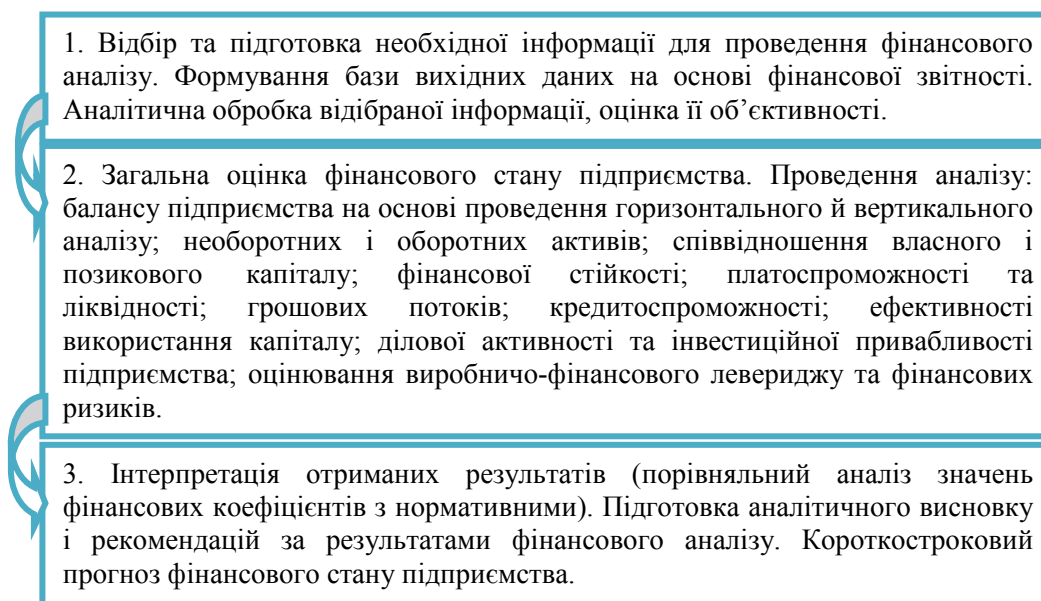 1. Відбір та підготовка необхідної інформації для проведення фінансового
аналізу. Формування бази вихідних даних на основі фінансової звітності.
Аналітична обробка відібраної інформації, оцінка її об’єктивності.
2. Загальна оцінка фінансового стану підприємства. Проведення аналізу:
балансу підприємства на основі проведення горизонтального й вертикального
аналізу; необоротних і оборотних активів; співвідношення власного і
позикового капіталу; фінансової стійкості; платоспроможності та
ліквідності; грошових потоків; кредитоспроможності; ефективності
використання капіталу; ділової активності та інвестиційної привабливості
підприємства; оцінювання виробничо-фінансового левериджу та фінансових
ризиків.
3. Інтерпретація отриманих результатів (порівняльний аналіз значень
фінансових коефіцієнтів з нормативними). Підготовка аналітичного висновку
і рекомендацій за результатами фінансового аналізу. Короткостроковий
прогноз фінансового стану підприємства.